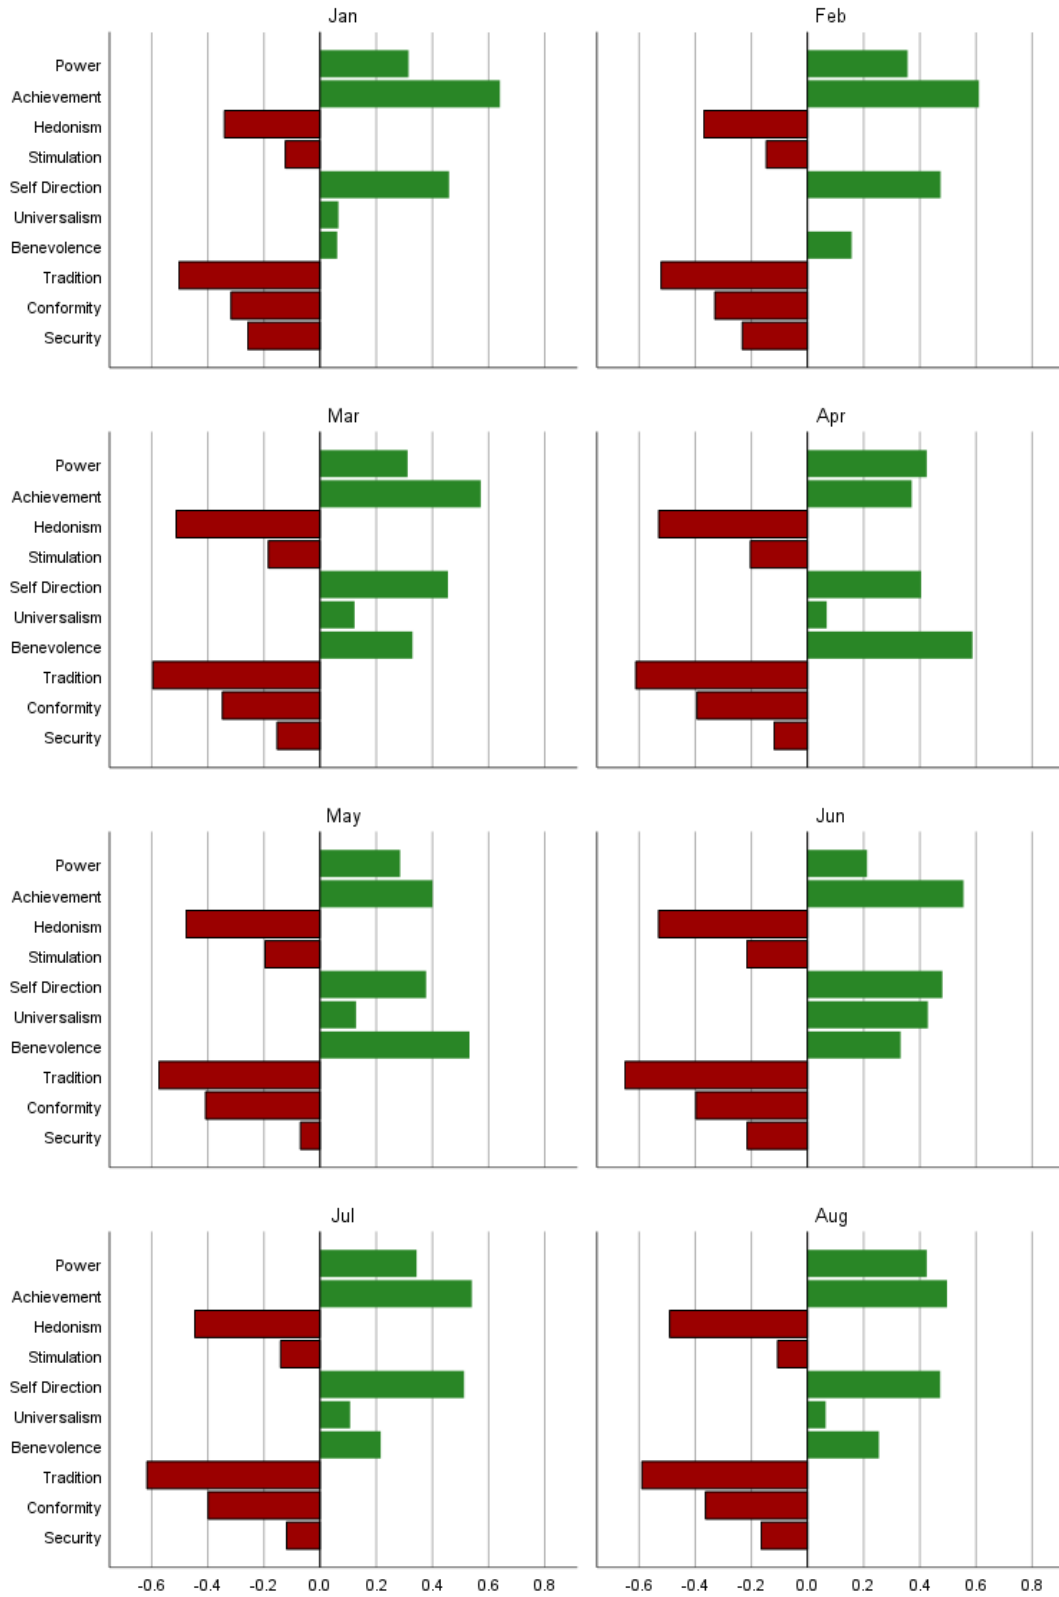 Jan
Feb
Power
Achievement
Hedonism
Stimulation
Self Direction
Universalism
Benevolence
Tradition
Conformity
Security
Mar
Apr
Power
Achievement
Hedonism
Stimulation
Self Direction
Universalism
Benevolence
Tradition
Conformity
Security
May
Jun
Power
Achievement
Hedonism
Stimulation
Self Direction
Universalism
Benevolence
Tradition
Conformity
Security
Jul
Aug
Power
Achievement
Hedonism
Stimulation
Self Direction
Universalism
Benevolence
Tradition
Conformity
Security
-0.6 -0.4 -0.2 0.0 0.2 0.4 0.6 0.8
-0.6 -0.4 -0.2 0.0 0.2 0.4 0.6 0.8